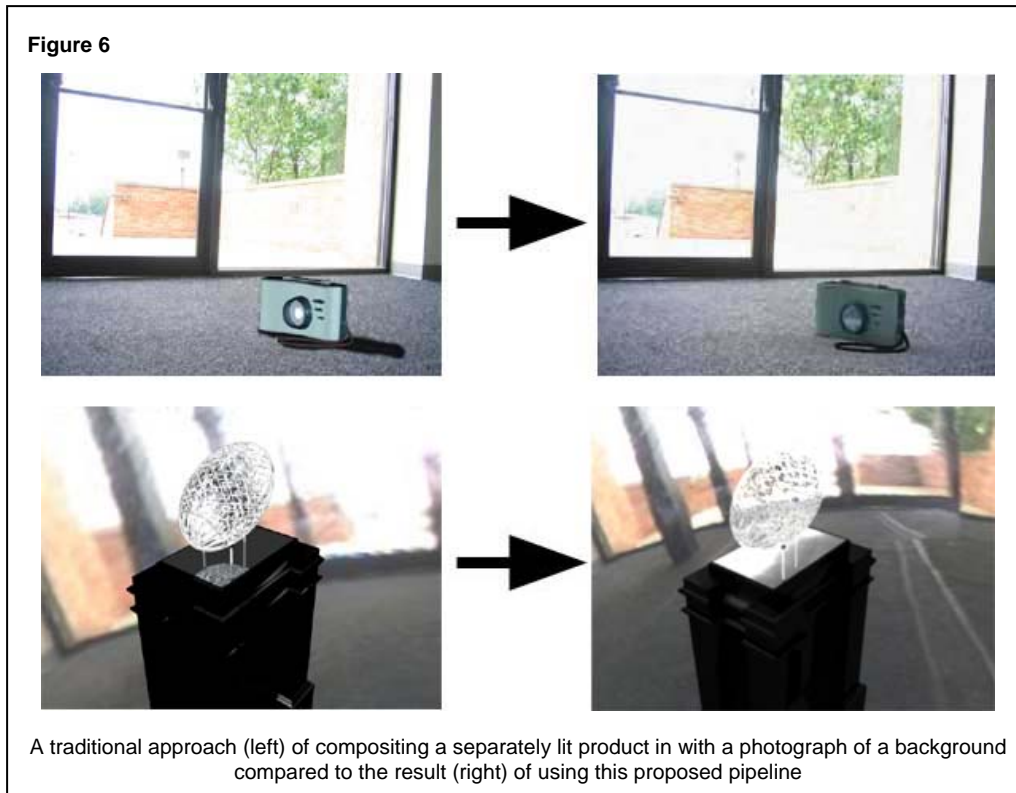 Figure 6
A traditional approach (left) of compositing a separately lit product in with a photograph of a background
compared to the result (right) of using this proposed pipeline